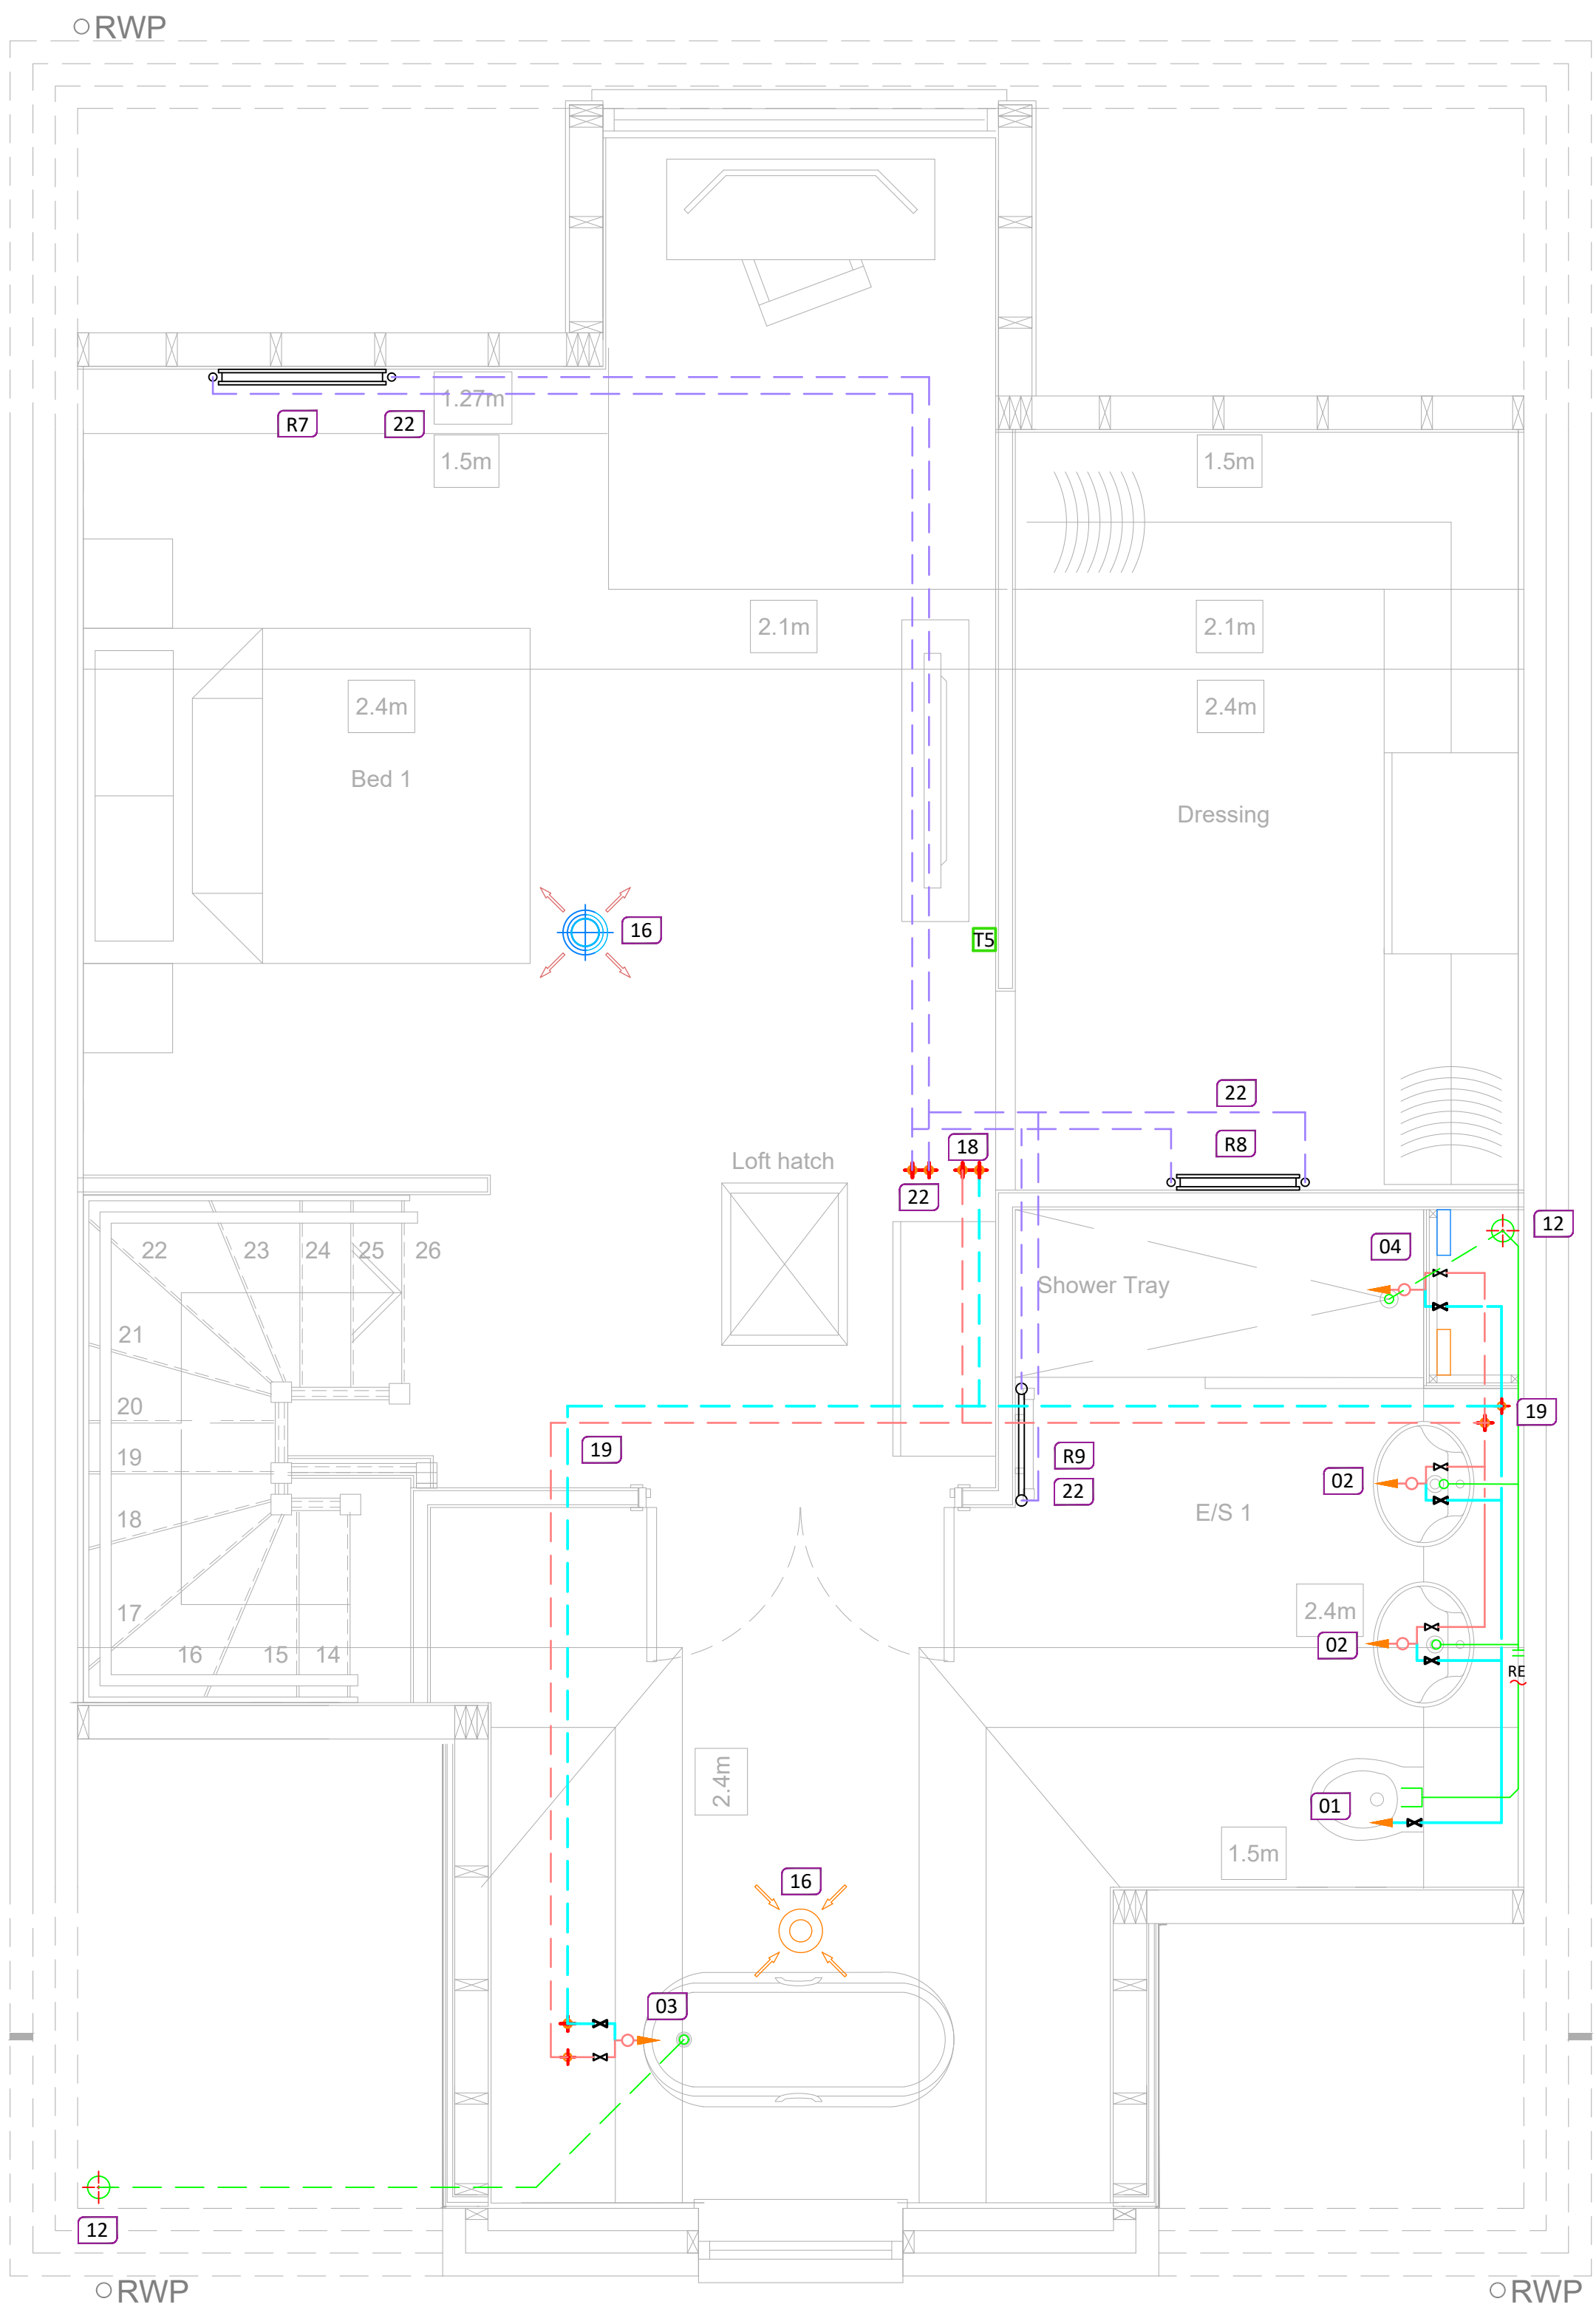 RWP
1.27m
R7
22
1.5m
1.5m
2.1m
2.1m
2.4m
2.4m
Bed 1
Dressing
16
T5
22
R8
18
Loft hatch
22
12
04
22
23
24
25
26
Shower Tray
21
20
19
19
19
R9
02
22
18
E/S 1
17
2.4m
16
15
14
02
RE
2.4m
01
1.5m
16
03
12
RWP
RWP